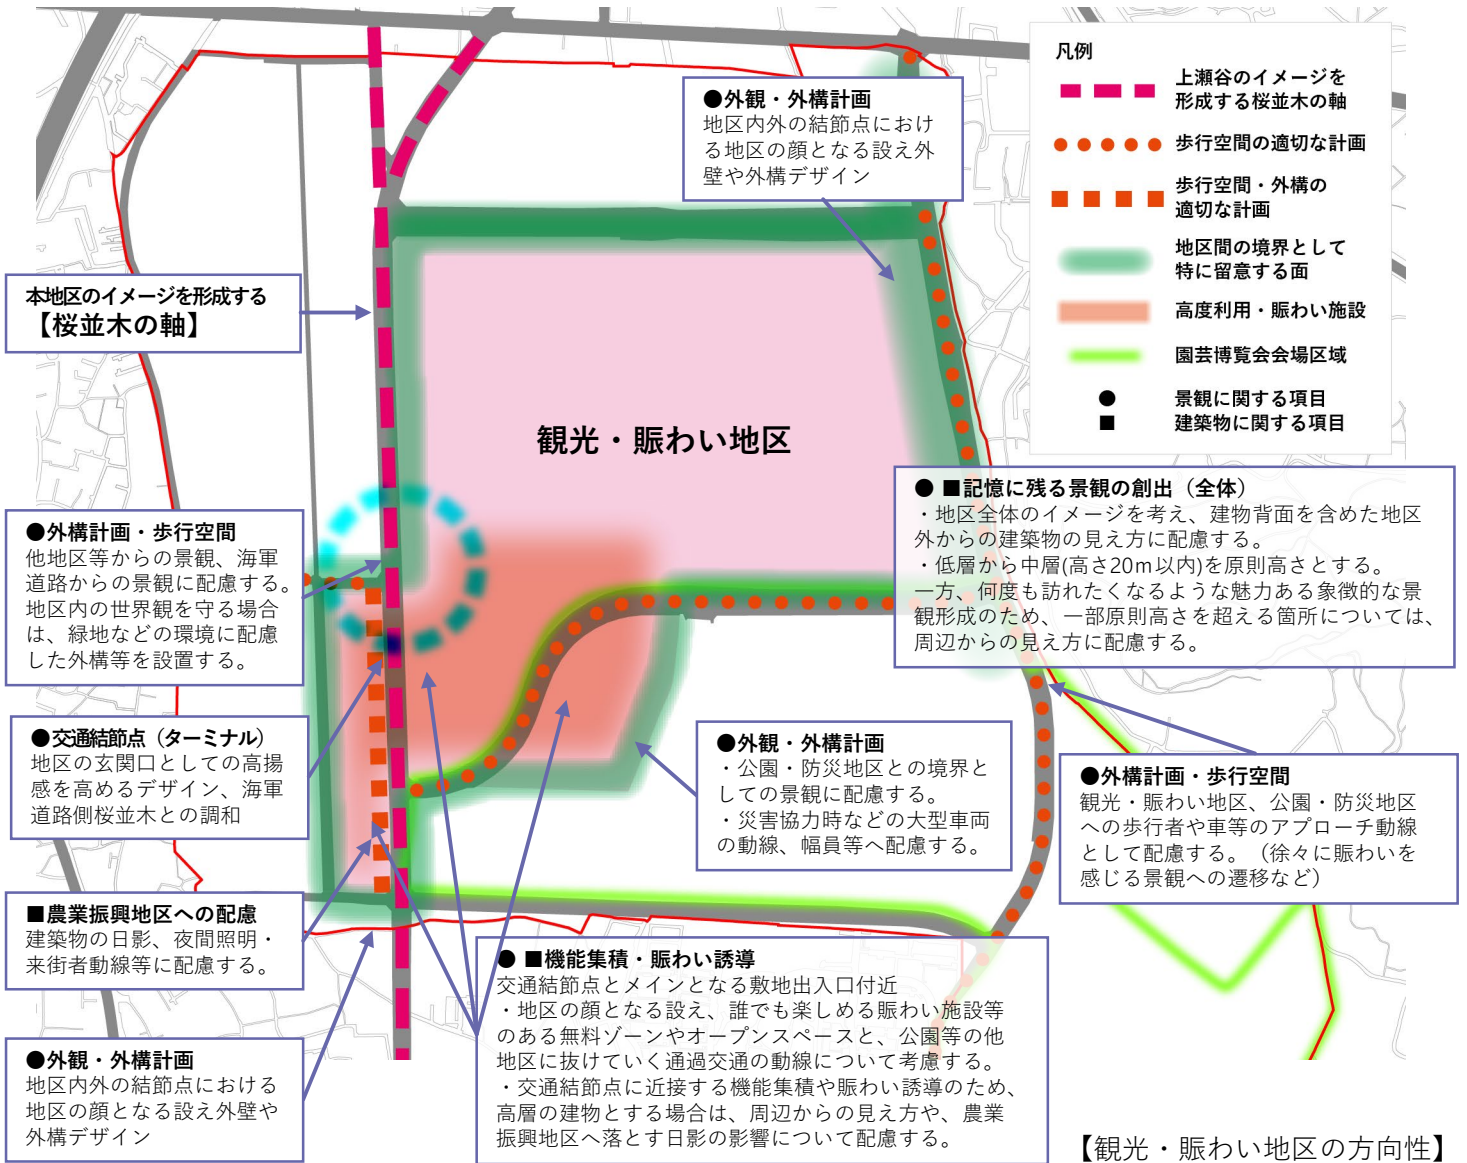 凡例
上瀬谷のイメージを
形成する桜並木の軸
歩行空間の適切な計画
歩行空間・外構の
適切な計画
地区間の境界として
特に留意する面
高度利用・賑わい施設
園芸博覧会会場区域
● 景観に関する項目
■ 建築物に関する項目
●外観・外構計画
地区内外の結節点におけ
る地区の顔となる設え外
壁や外構デザイン
本地区のイメージを形成する
【桜並木の軸】
観光・賑わい地区
●外構計画・歩行空間
他地区等からの景観、海軍
道路からの景観に配慮する。
地区内の世界観を守る場合
は、緑地などの環境に配慮
した外構等を設置する。
● ■記憶に残る景観の創出（全体）
・地区全体のイメージを考え、建物背面を含めた地区
外からの建築物の見え方に配慮する。
・低層から中層(高さ20m以内)を原則高さとする。
一方、何度も訪れたくなるような魅力ある象徴的な景
観形成のため、一部原則高さを超える箇所については、
周辺からの見え方に配慮する。
●交通結節点（ターミナル）
地区の玄関口としての高揚
感を高めるデザイン、海軍
道路側桜並木との調和
●外観・外構計画
・公園・防災地区との境界と
しての景観に配慮する。
・災害協力時などの大型車両
の動線、幅員等へ配慮する。
●外構計画・歩行空間
観光・賑わい地区、公園・防災地区
への歩行者や車等のアプローチ動線
として配慮する。（徐々に賑わいを
感じる景観への遷移など）
■農業振興地区への配慮
建築物の日影、夜間照明・
来街者動線等に配慮する。
● ■機能集積・賑わい誘導
交通結節点とメインとなる敷地出入口付近
・地区の顔となる設え、誰でも楽しめる賑わい施設等
のある無料ゾーンやオープンスペースと、公園等の他
地区に抜けていく通過交通の動線について考慮する。
・交通結節点に近接する機能集積や賑わい誘導のため、
高層の建物とする場合は、周辺からの見え方や、農業
振興地区へ落とす日影の影響について配慮する。
●外観・外構計画
地区内外の結節点における
地区の顔となる設え外壁や
外構デザイン
【観光・賑わい地区の方向性】